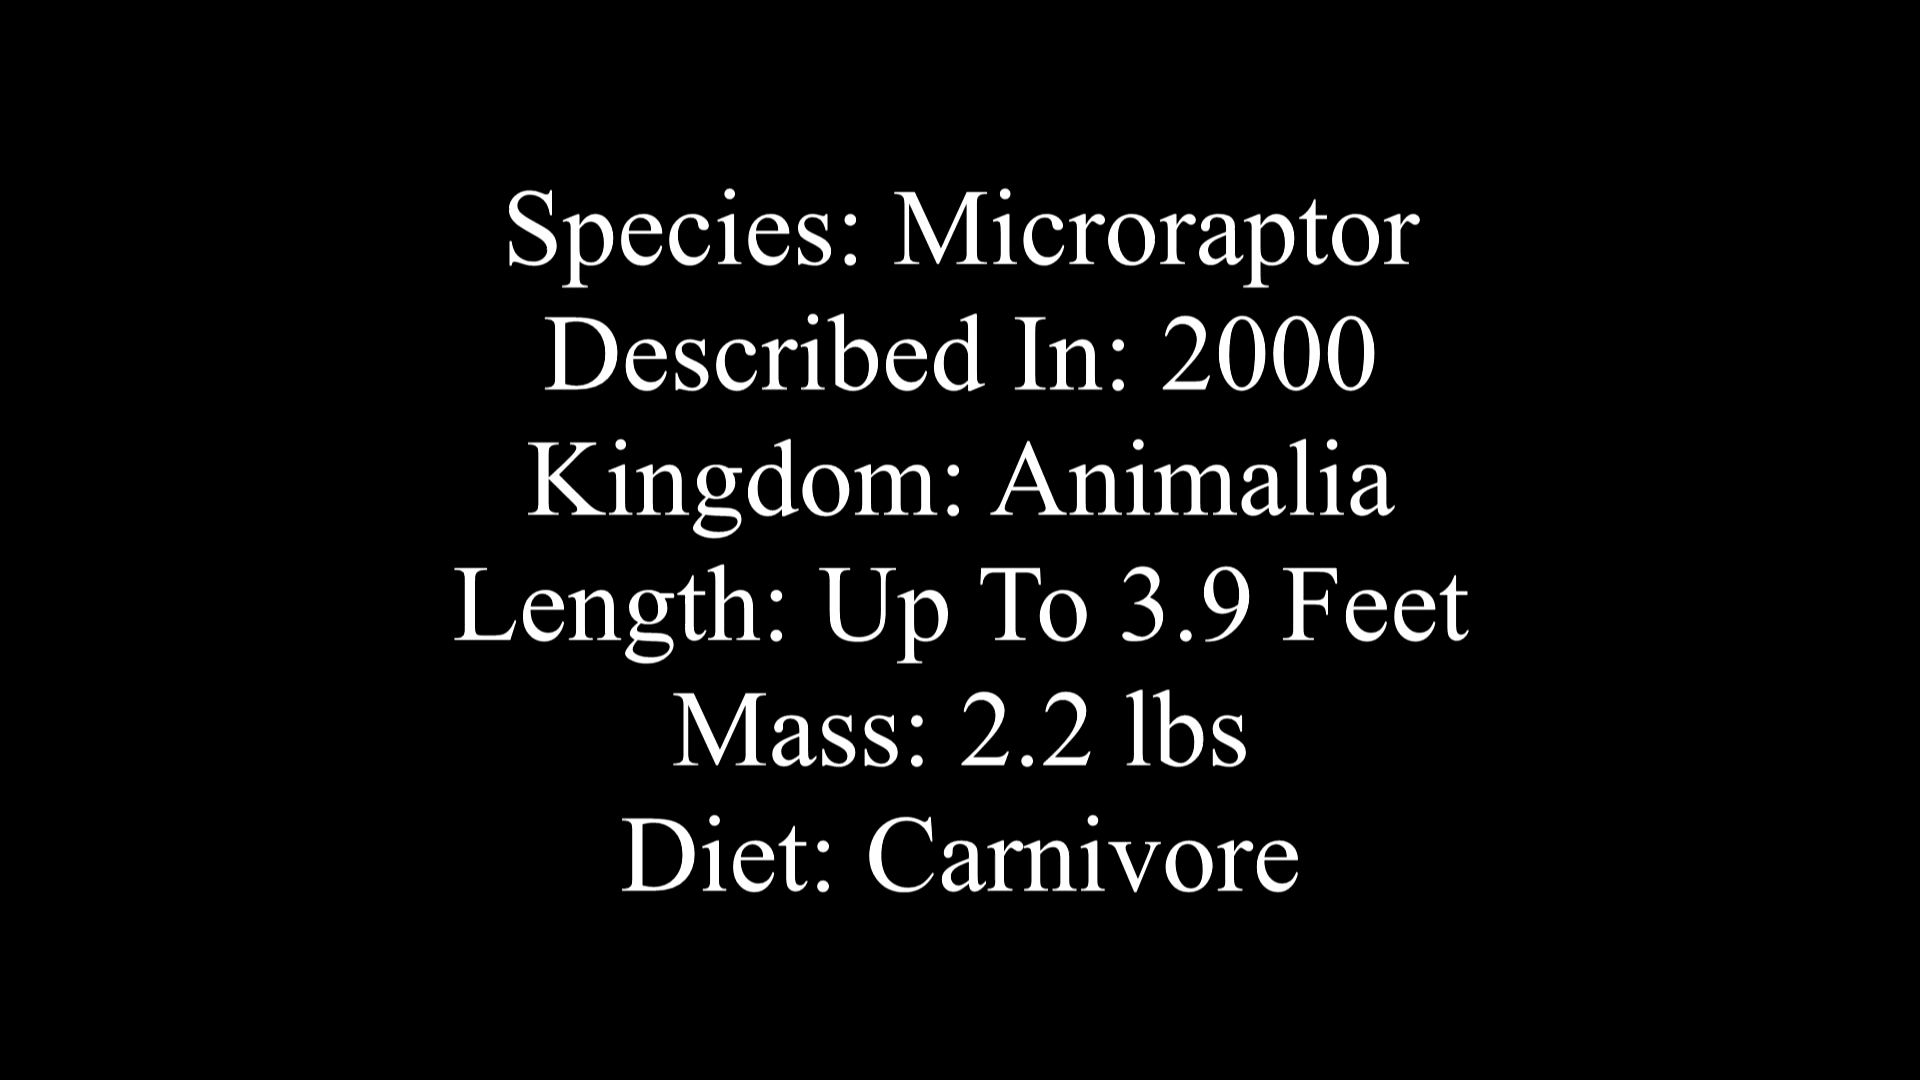 Species: Microraptor
Described In: 2000
Kingdom: Animalia
Length: Up To 3.9 Feet
Mass: 2.2 lbs
Diet: Carnivore